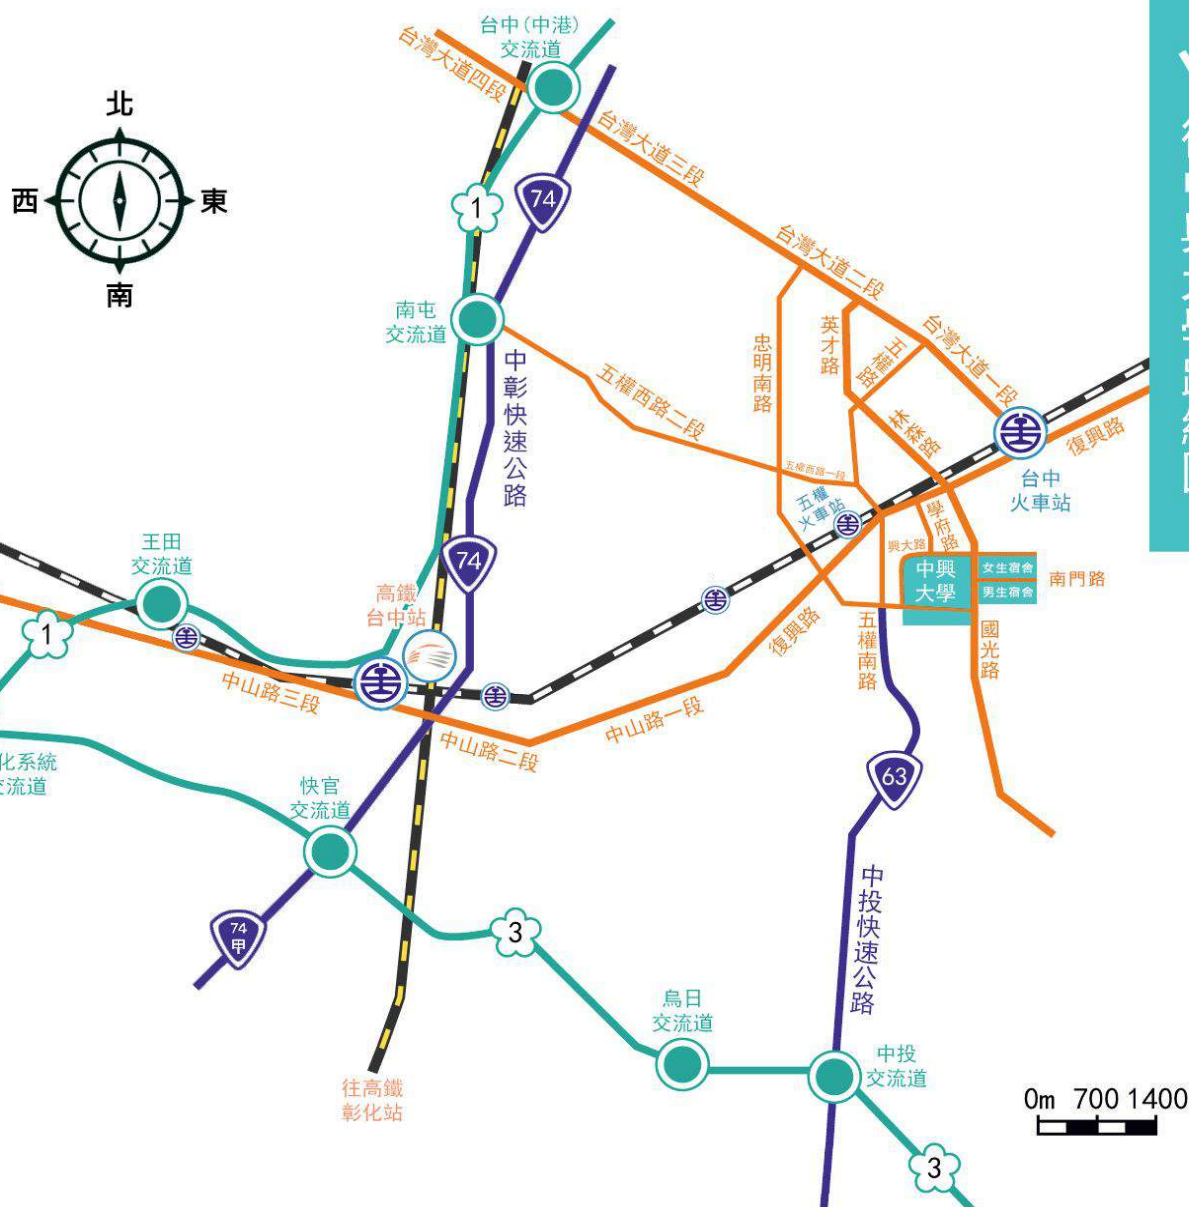 台中(中港)
交流道
台灣大道四段
北
西
東
南
台灣大道三段
1
74
南屯
交流道
台灣大道二段
中彰快速公路
五權西路二段
忠明南路
英才路
五權路
台灣大道一段
林森路
復興路
五權西路一段
五權
火車站
台中
火車站
學府路
興大路
中興
大學
女生宿舍
男生宿舍
南門路
王田
交流道
74
高鐵
台中站
1
復興路
五權南路
國光路
中山路三段
中山路二段
中山路一段
化系統
交流道
快官
交流道
63
74
甲
3
中投快速公路
烏日
交流道
中投
交流道
往高鐵
彰化站
0m 700 1400
3